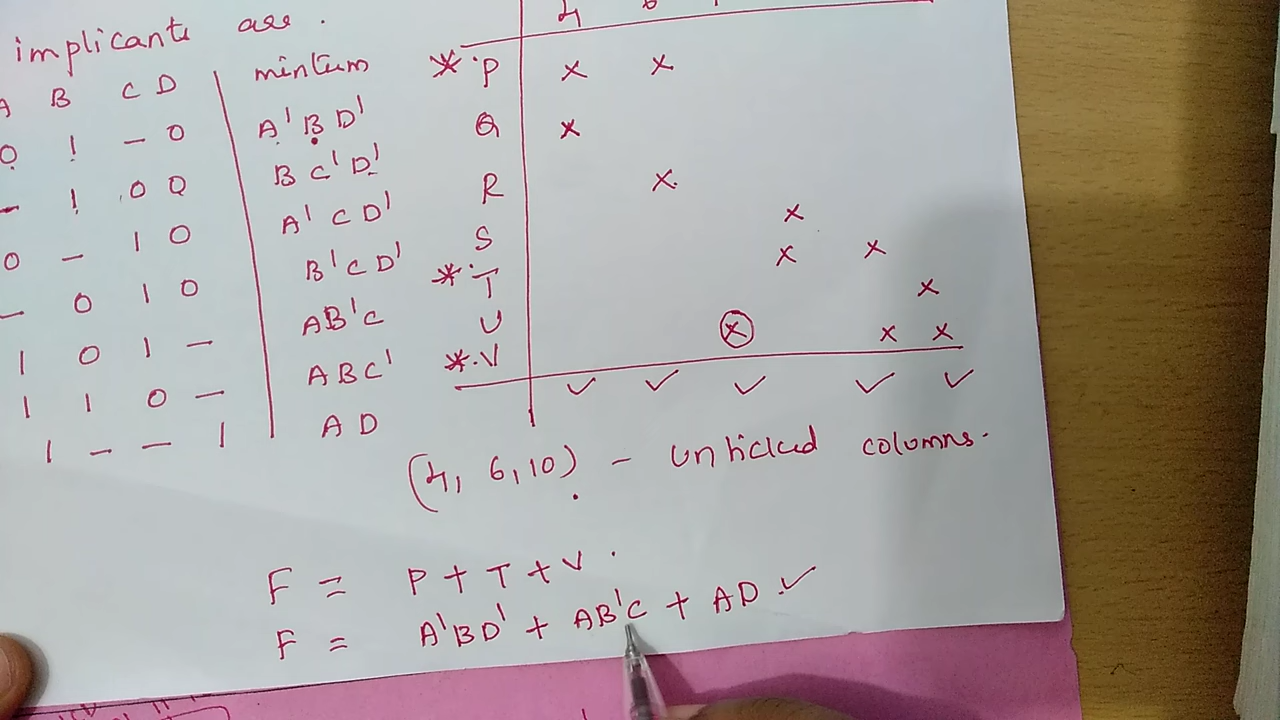 implicants are.
A B C D minterm
0 1 - 0 A'BD'
- 1 0 0 BC'D'
0 - 1 0 A'CD'
- 0 1 0 B'CD'
1 0 1 - AB'C
1 1 0 - ABC'
1 - - 1 AD
4
* P x x
Q x
R x
S x
* T x x
U x
* V x x x
✓ ✓ ✓ ✓ ✓
(4, 6, 10) - unticked columns.
F = P + T + V.
F = A'BD' + AB'C + AD. ✓